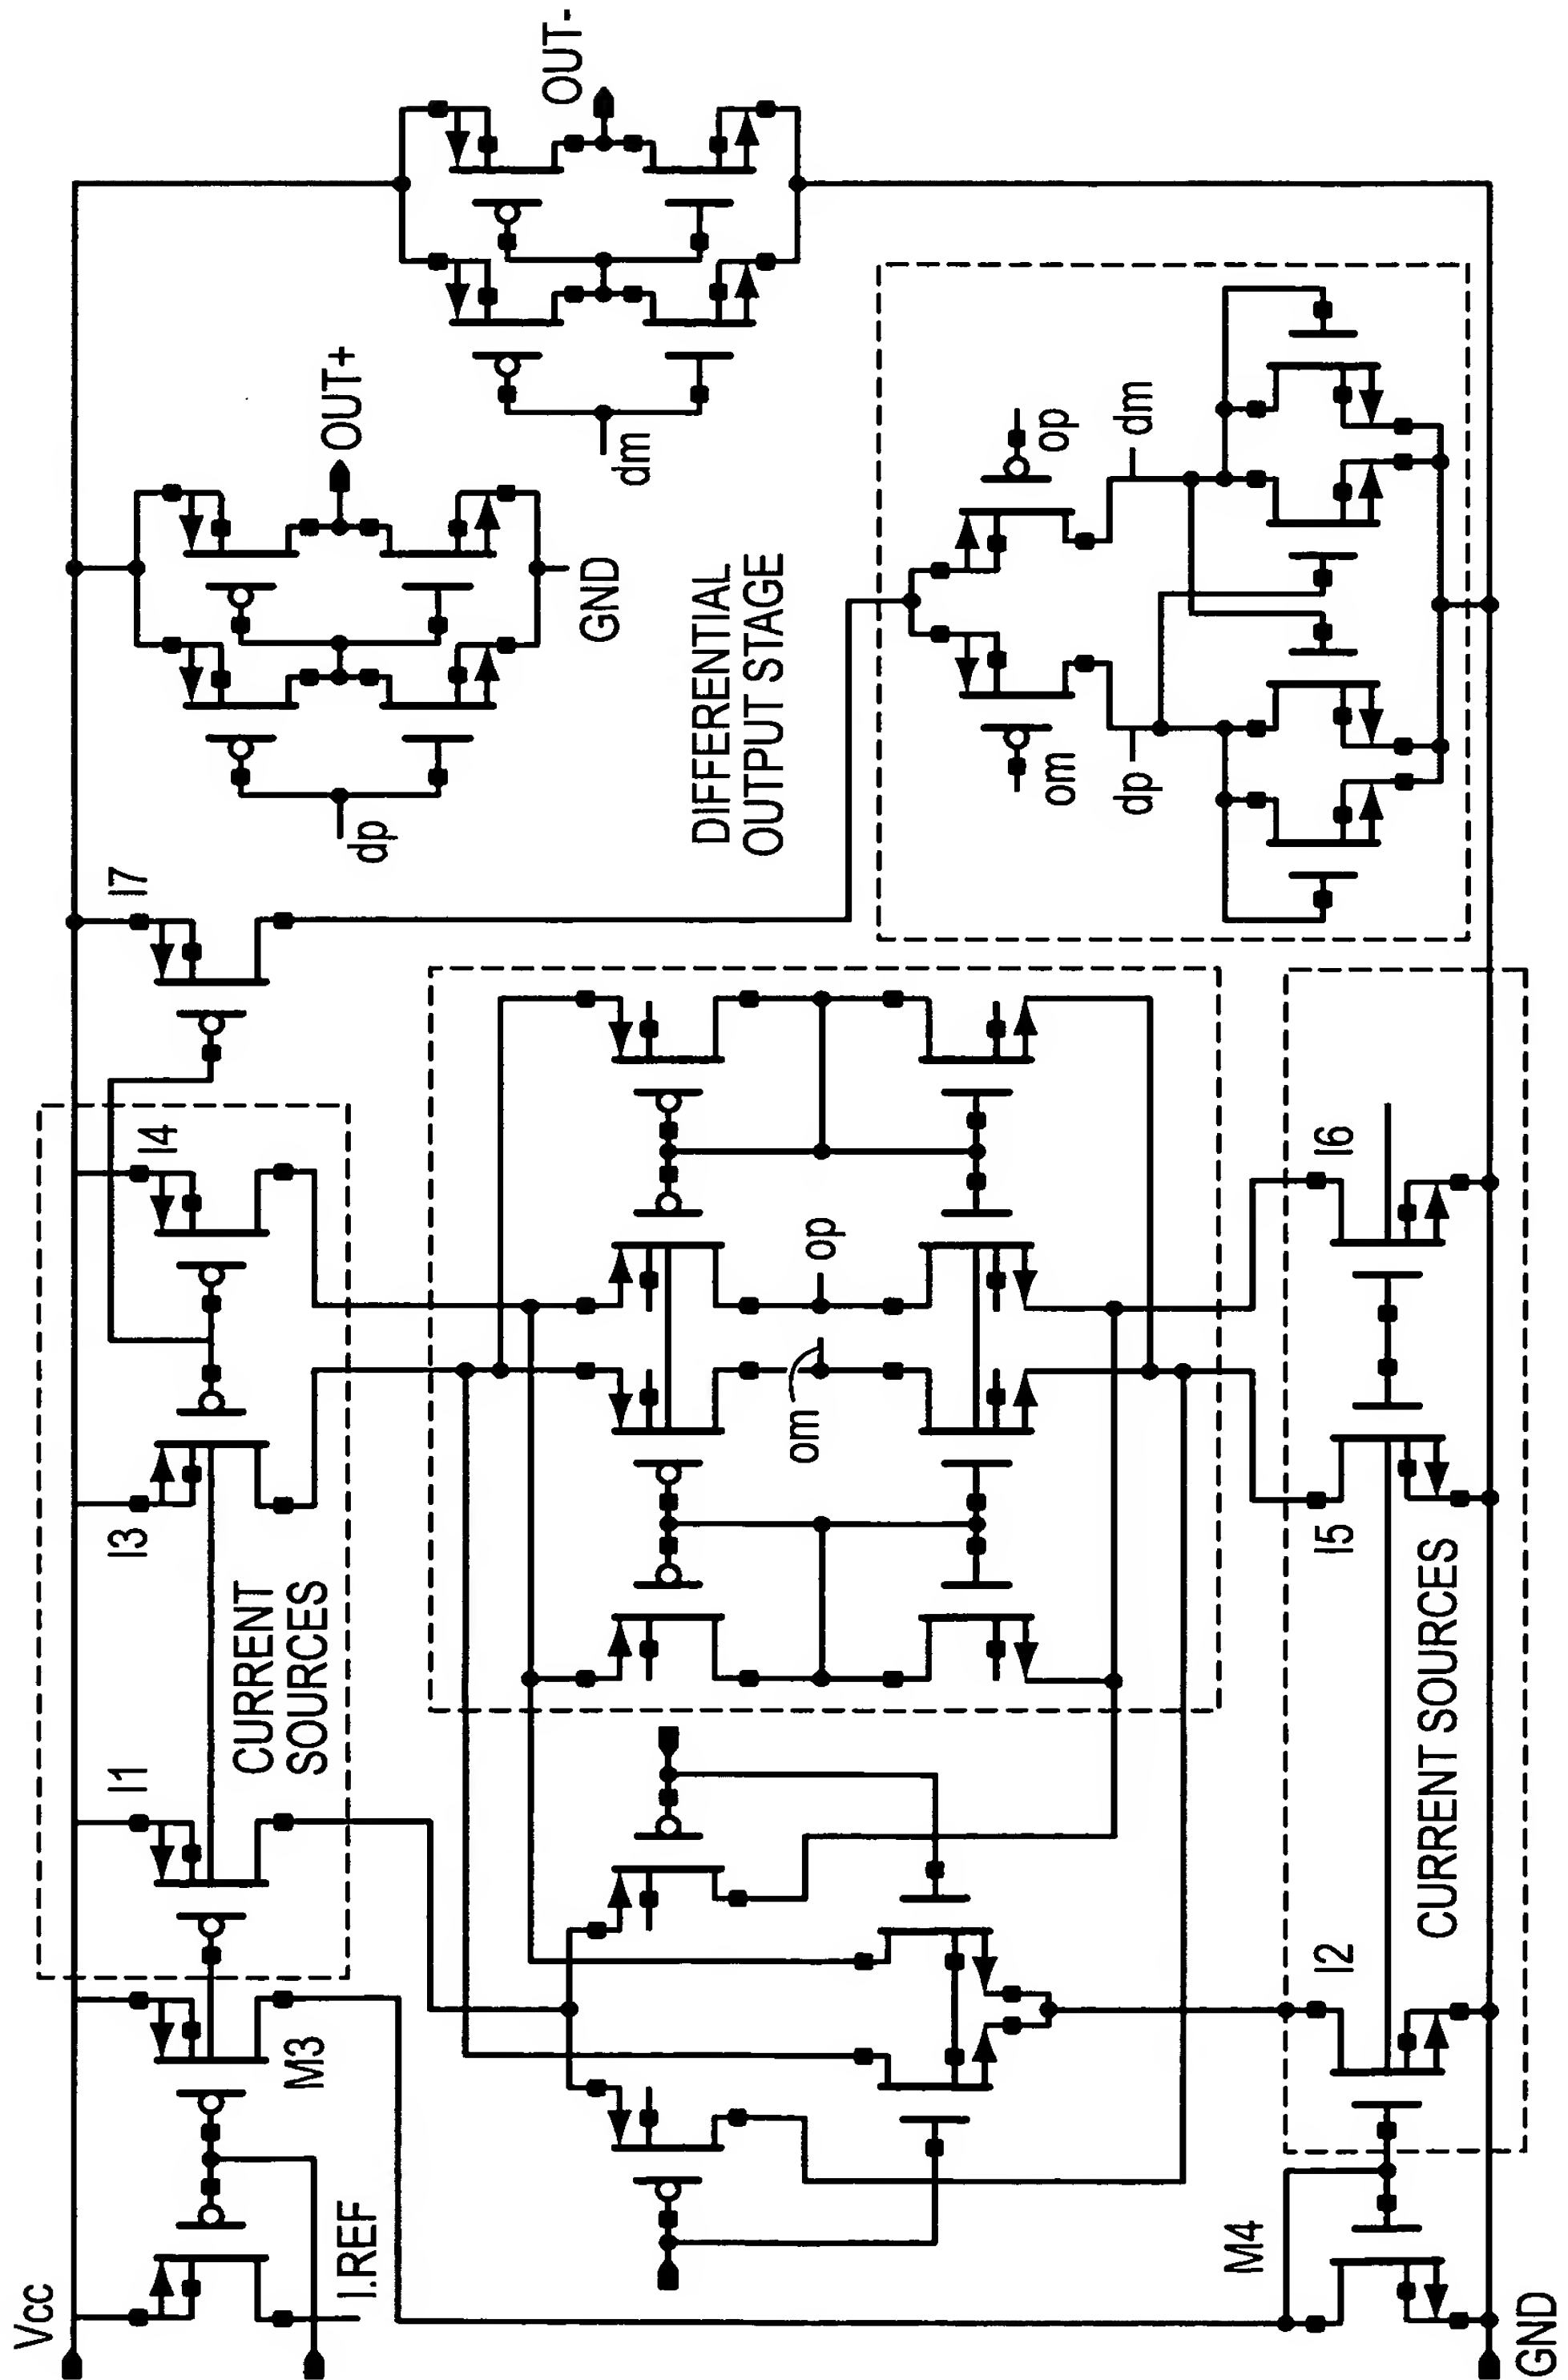 Vcc
I.REF
M3
I1
CURRENT
SOURCES
I3
I4
I7
dp
OUT+
GND
dm
OUT-
DIFFERENTIAL
OUTPUT STAGE
om
op
om
op
dp
dm
M4
I2
CURRENT SOURCES
I5
I6
GND